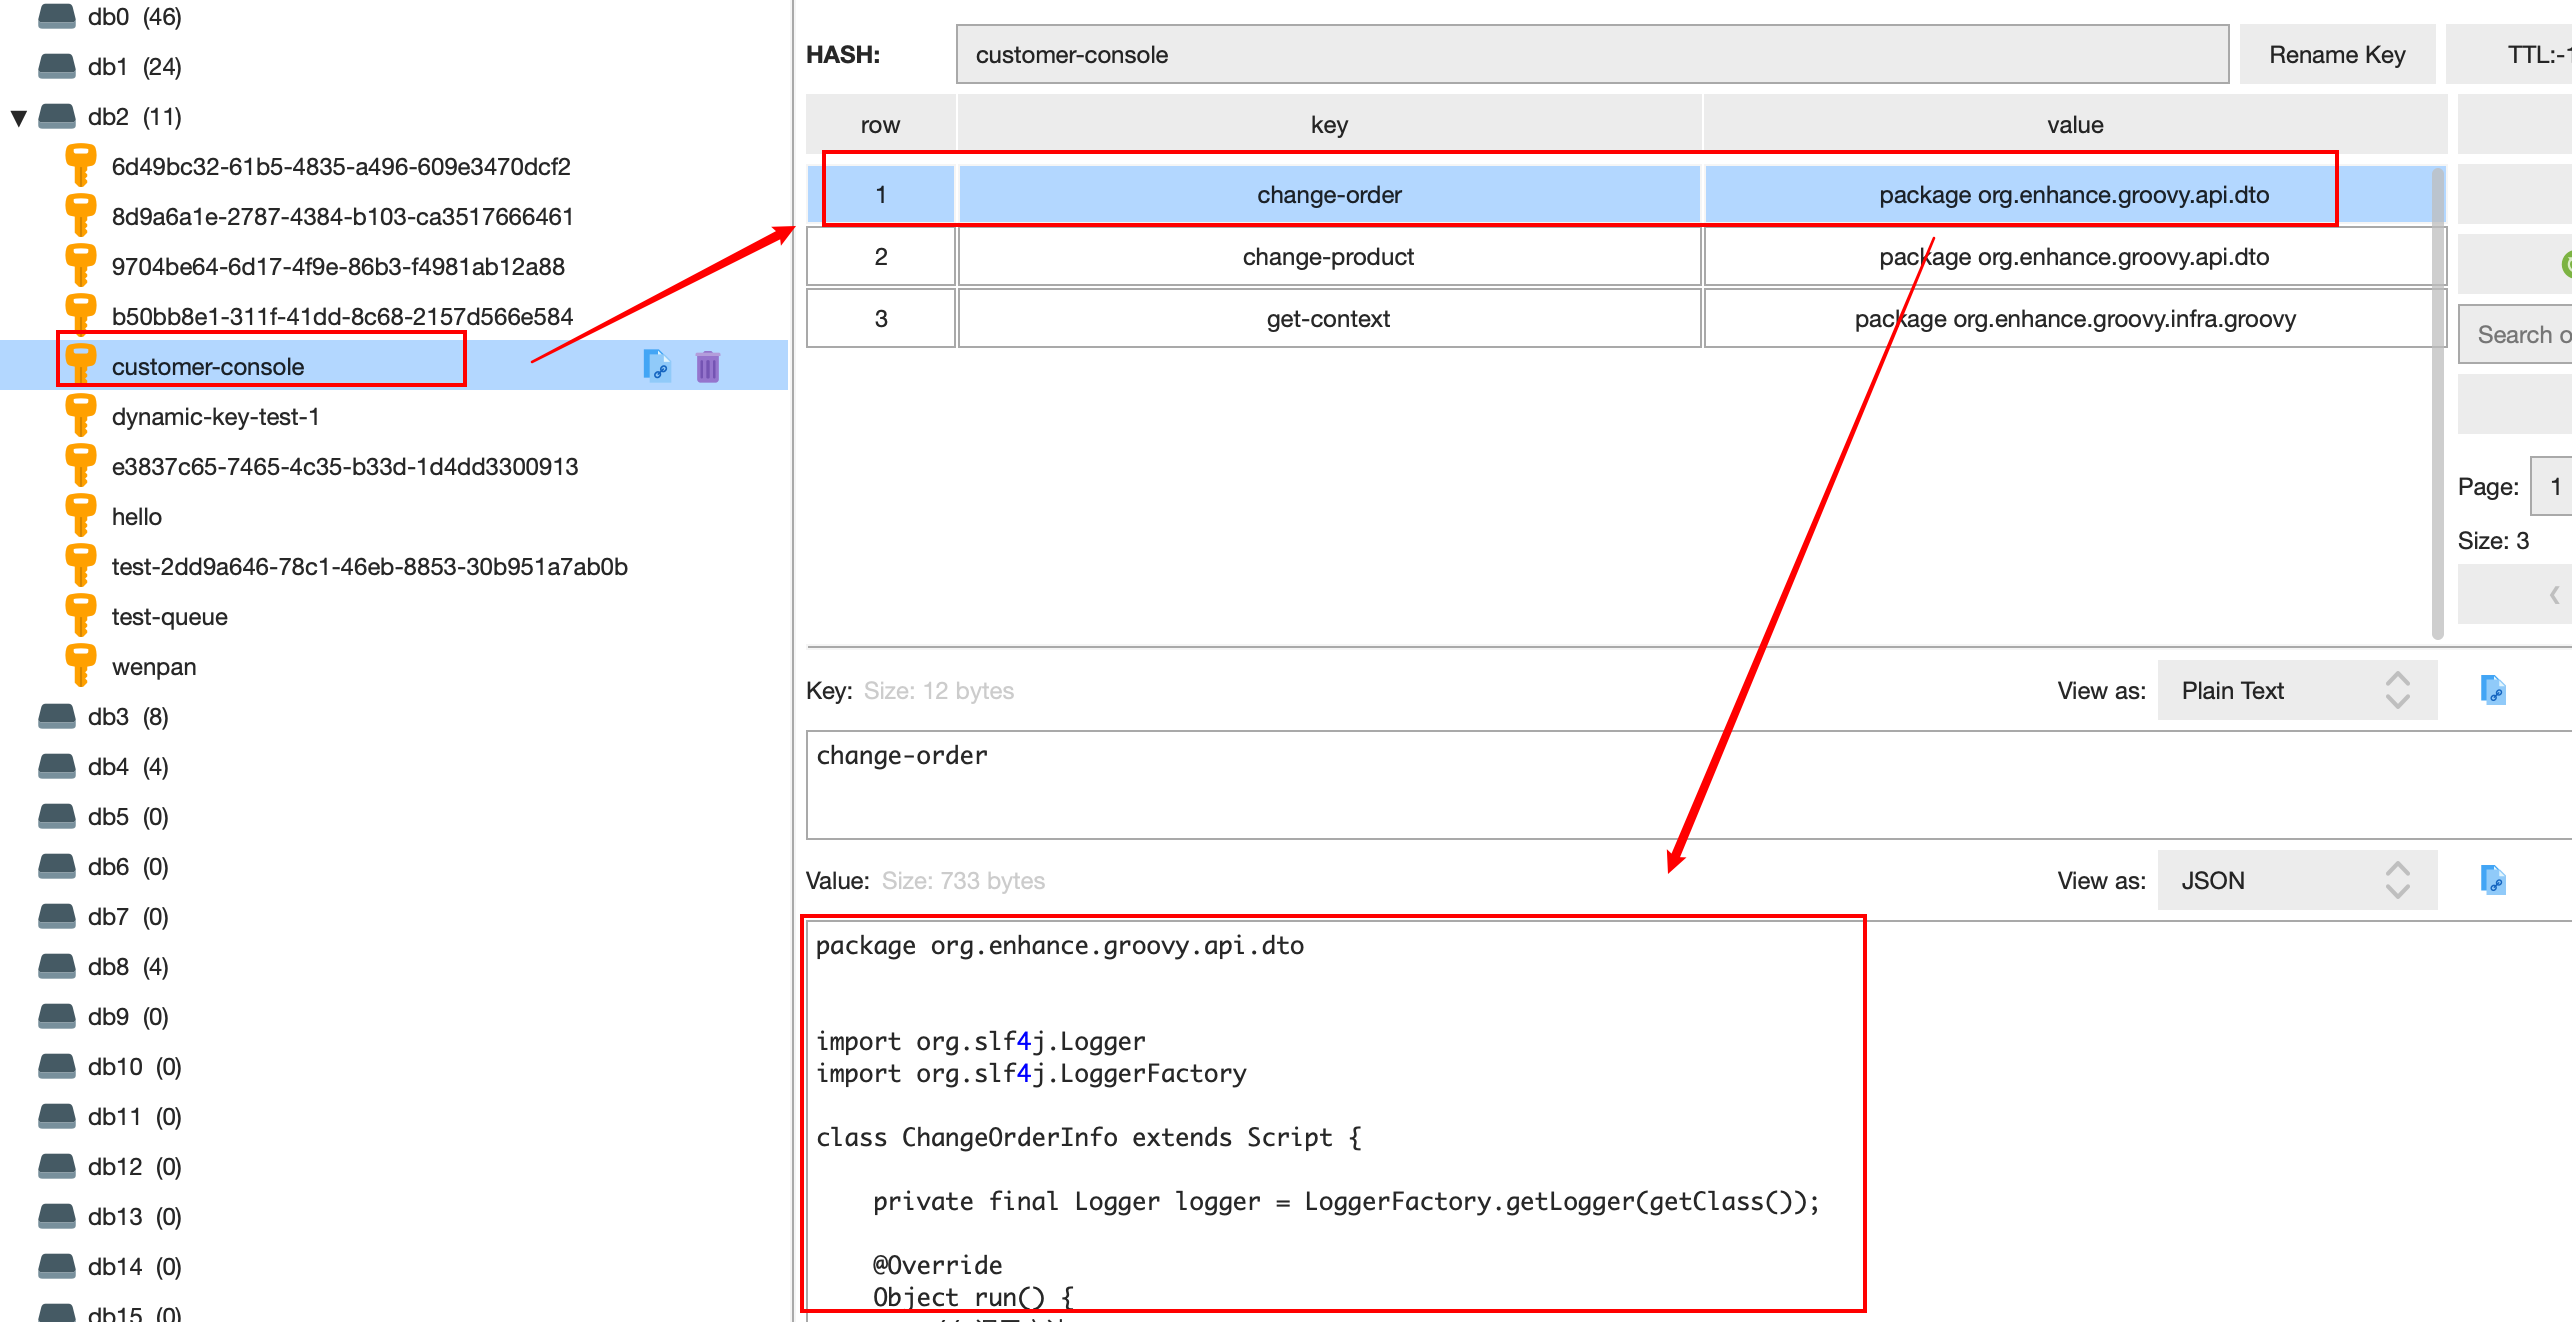 db0 (46)
db1 (24)
db2 (11)
6d49bc32-61b5-4835-a496-609e3470dcf2
8d9a6a1e-2787-4384-b103-ca3517666461
9704be64-6d17-4f9e-86b3-f4981ab12a88
b50bb8e1-311f-41dd-8c68-2157d566e584
customer-console
dynamic-key-test-1
e3837c65-7465-4c35-b33d-1d4dd3300913
hello
test-2dd9a646-78c1-46eb-8853-30b951a7ab0b
test-queue
wenpan
db3 (8)
db4 (4)
db5 (0)
db6 (0)
db7 (0)
db8 (4)
db9 (0)
db10 (0)
db11 (0)
db12 (0)
db13 (0)
db14 (0)
db15 (0)
HASH: customer-console Rename Key TTL:-1
row key value
1 change-order package org.enhance.groovy.api.dto
2 change-product package org.enhance.groovy.api.dto
3 get-context package org.enhance.groovy.infra.groovy
Search o
Page: 1
Size: 3
Key: Size: 12 bytes View as: Plain Text
change-order
Value: Size: 733 bytes View as: JSON
package org.enhance.groovy.api.dto
import org.slf4j.Logger
import org.slf4j.LoggerFactory
class ChangeOrderInfo extends Script {
private final Logger logger = LoggerFactory.getLogger(getClass());
@Override
Object run() {